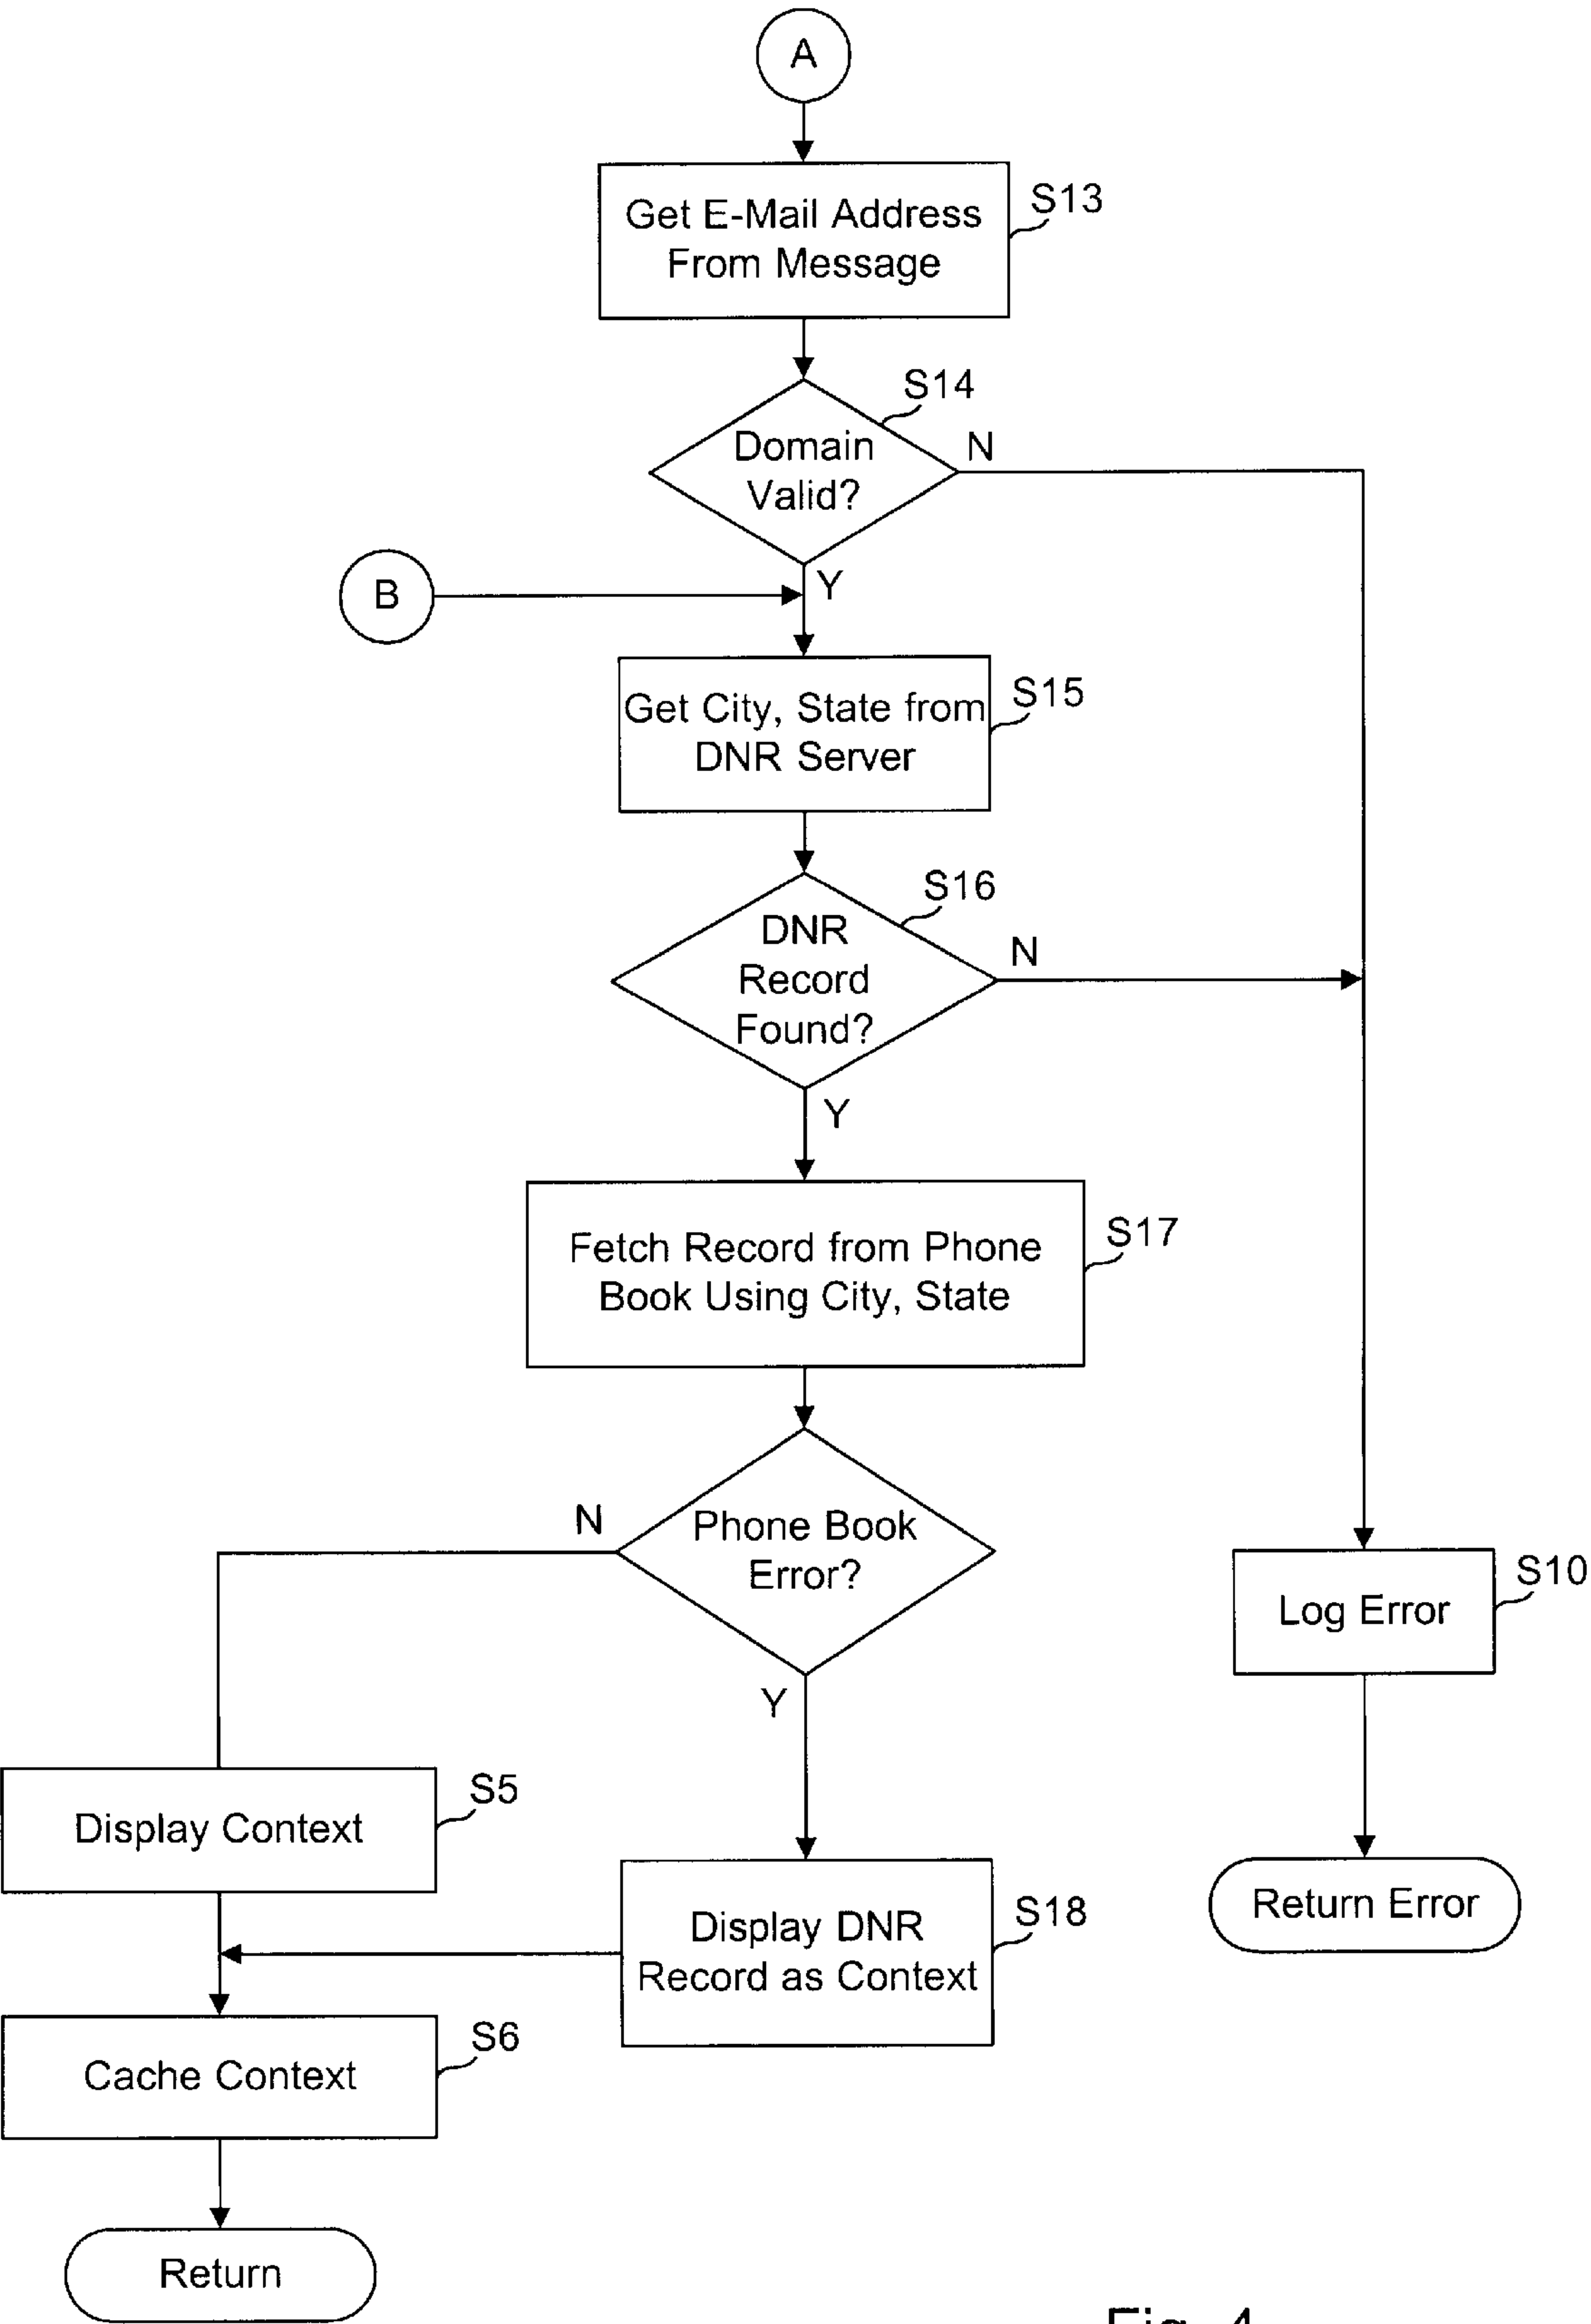 A
Get E-Mail Address
From Message
S13
S14
Domain
Valid?
N
Y
B
Get City, State from
DNR Server
S15
S16
DNR
Record
Found?
N
Y
Fetch Record from Phone
Book Using City, State
S17
Phone Book
Error?
N
Y
Log Error
S10
Display Context
S5
Display DNR
Record as Context
S18
Return Error
Cache Context
S6
Return